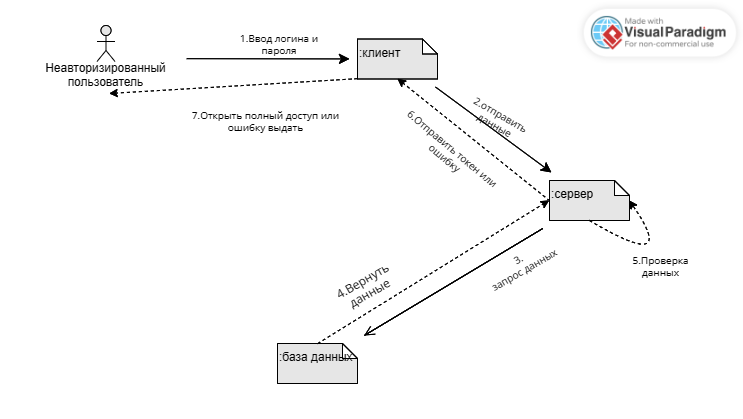 Made with
VisualParadigm
For non-commercial use
1.Ввод логина и
пароля
:клиент
Неавторизированный
пользователь
7.Открыть полный доступ или
ошибку выдать
2.отправить
данные
6.Отправить токен или
ошибку
:сервер
3.
запрос данных
5.Проверка
данных
4.Вернуть
данные
:база данных